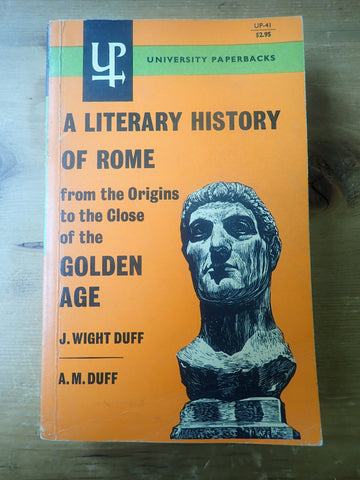 UP
UP-41
$2.95
UNIVERSITY PAPERBACKS
A LITERARY HISTORY
OF ROME
from the Origins
to the Close
of the
GOLDEN
AGE
J. WIGHT DUFF
A. M. DUFF